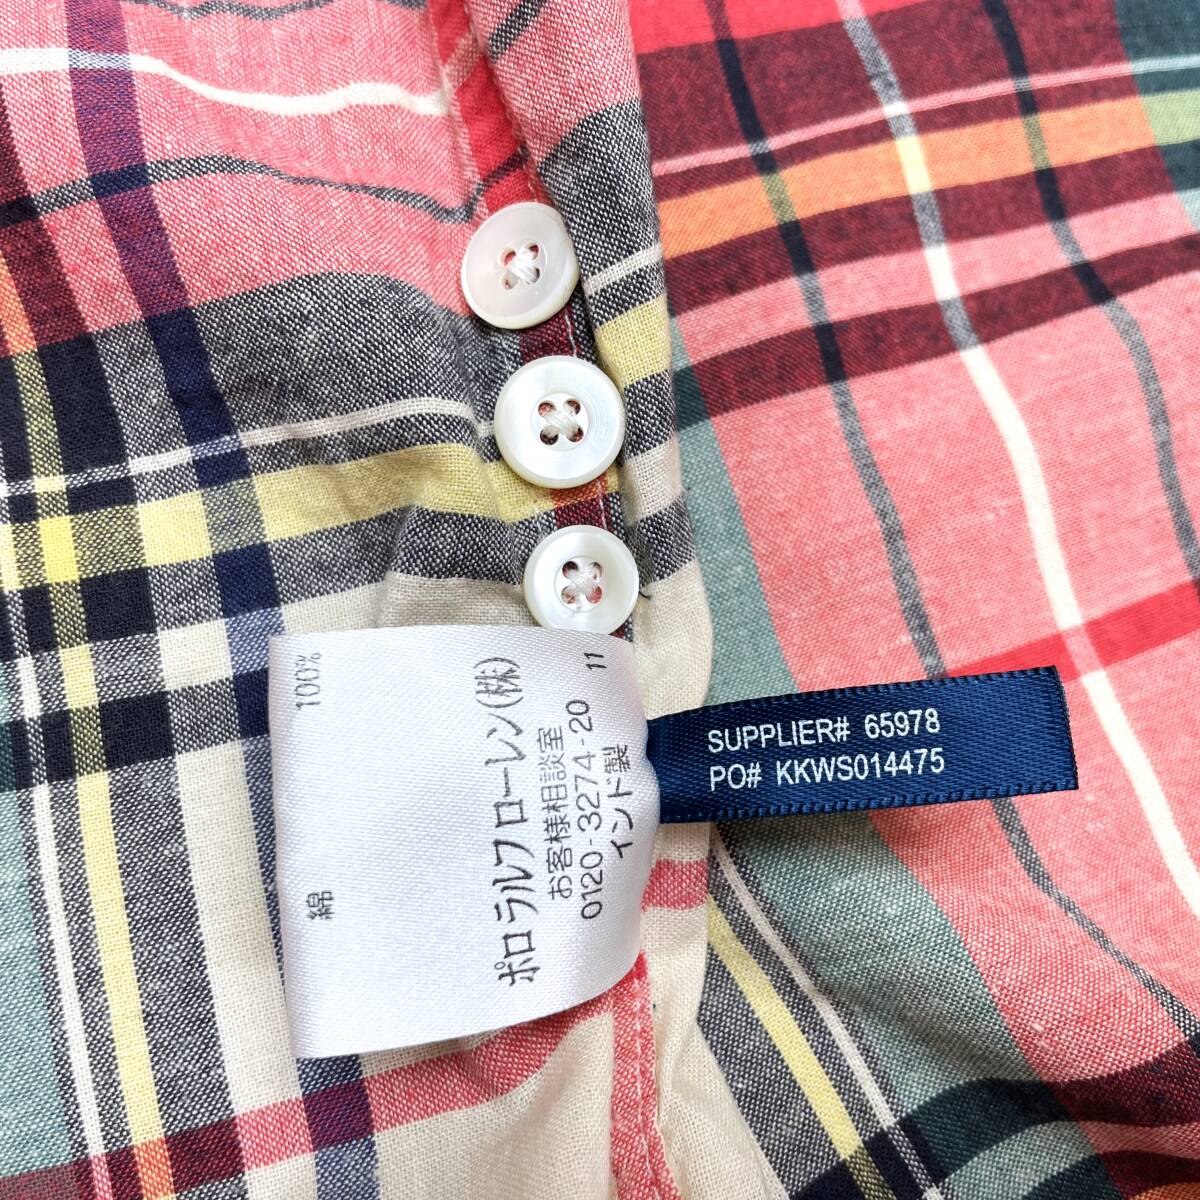 綿 100%
ポロ ラルフ ローレン(株)
お客様相談室
0120-3274-20
インド製 11
SUPPLIER# 65978
PO# KKWS014475